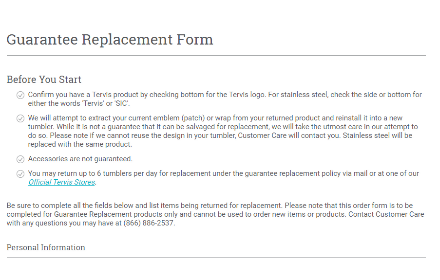 Guarantee Replacement Form
Before You Start
Confirm you have a Tervis product by checking bottom for the Tervis logo. For stainless steel, check the side or bottom for
either the words 'Tervis' or 'SIC'.
We will attempt to extract your current emblem (patch) or wrap from your returned product and reinstall it into a new
tumbler. While it is not a guarantee that it can be salvaged for replacement, we will take the utmost care in our attempt to
do so. Please note if we cannot reuse the design in your tumbler, Customer Care will contact you. Stainless steel will be
replaced with the same product.
Accessories are not guaranteed.
You may return up to 6 tumblers per day for replacement under the guarantee replacement policy via mail or at one of our
Official Tervis Stores.
Be sure to complete all the fields below and list items being returned for replacement. Please note that this order form is to be
completed for Guarantee Replacement products only and cannot be used to order new items or products. Contact Customer Care
with any questions you may have at (866) 886-2537.
Personal Information